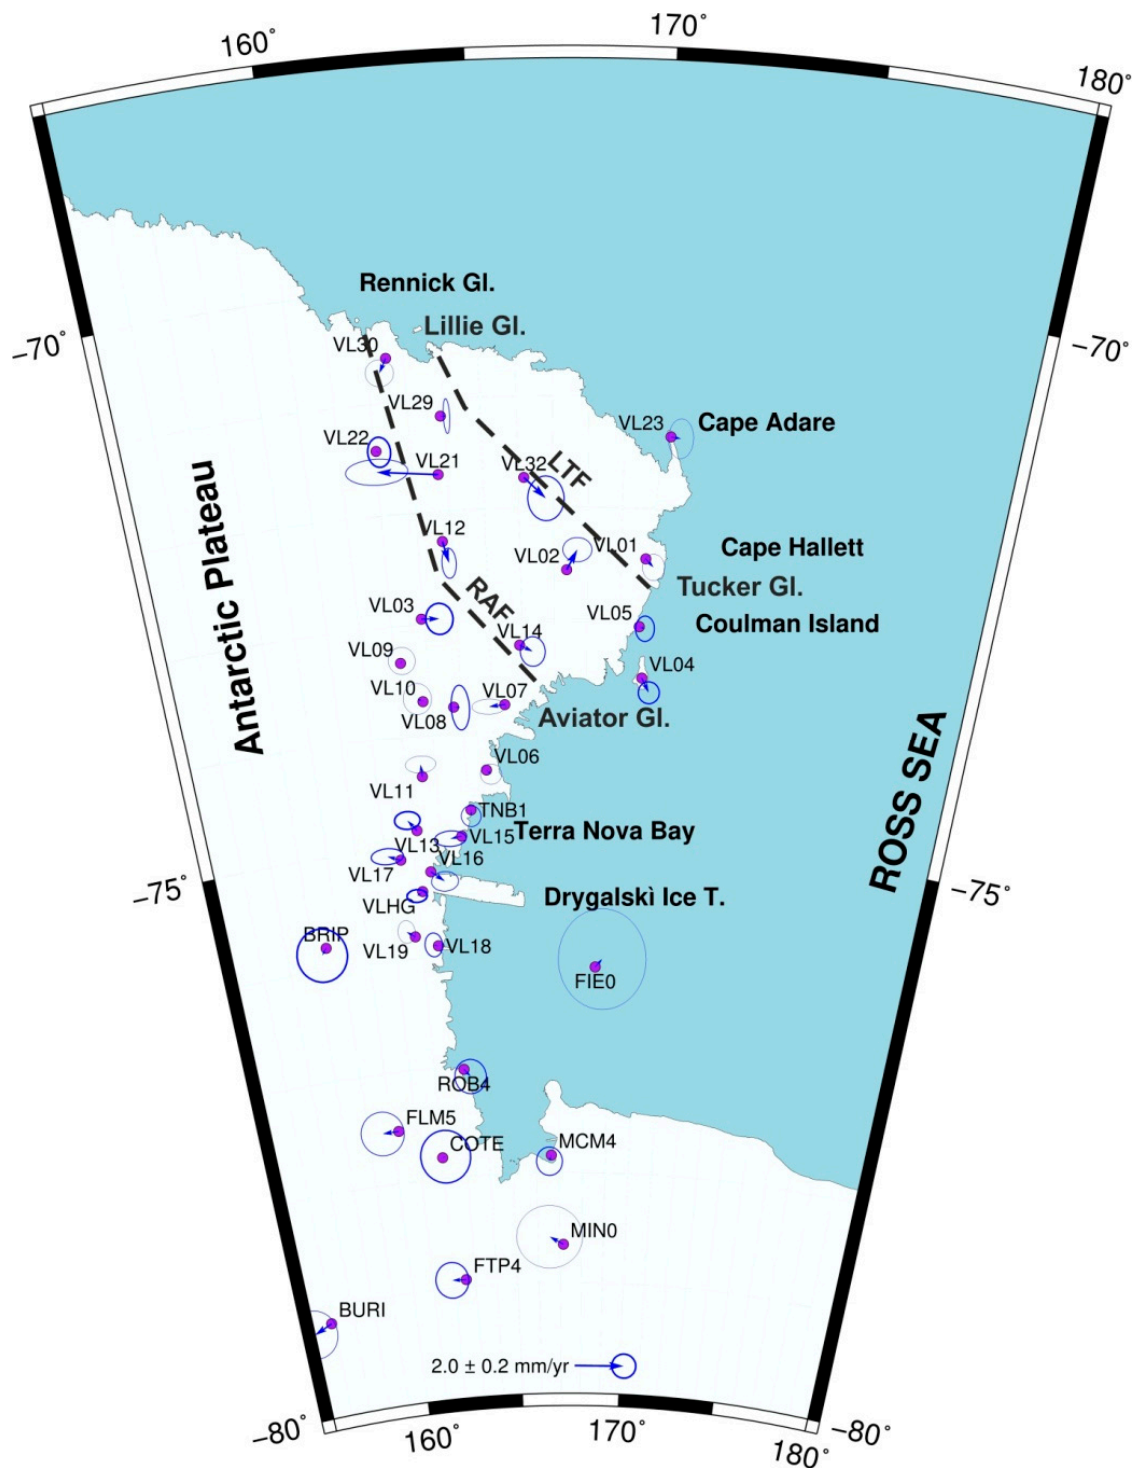 160°
170°
180°
Rennick Gl.
Lillie Gl.
VL30
-70°
-70°
VL29
VL23
Cape Adare
VL22
VL21
VL32
LTF
Antarctic Plateau
VL12
VL02
VL01
Cape Hallett
Tucker Gl.
RAF
VL03
VL05
Coulman Island
VL14
VL09
VL04
VL10
VL07
VL08
Aviator Gl.
ROSS SEA
VL06
VL11
TNB1
Terra Nova Bay
VL15
VL13
VL16
VL17
-75°
-75°
VLHG
Drygalskì Ice T.
BRIP
VL19
VL18
FIE0
ROB4
FLM5
COTE
MCM4
MIN0
FTP4
BURI
2.0 ± 0.2 mm/yr
-80°
160°
170°
180°
-80°